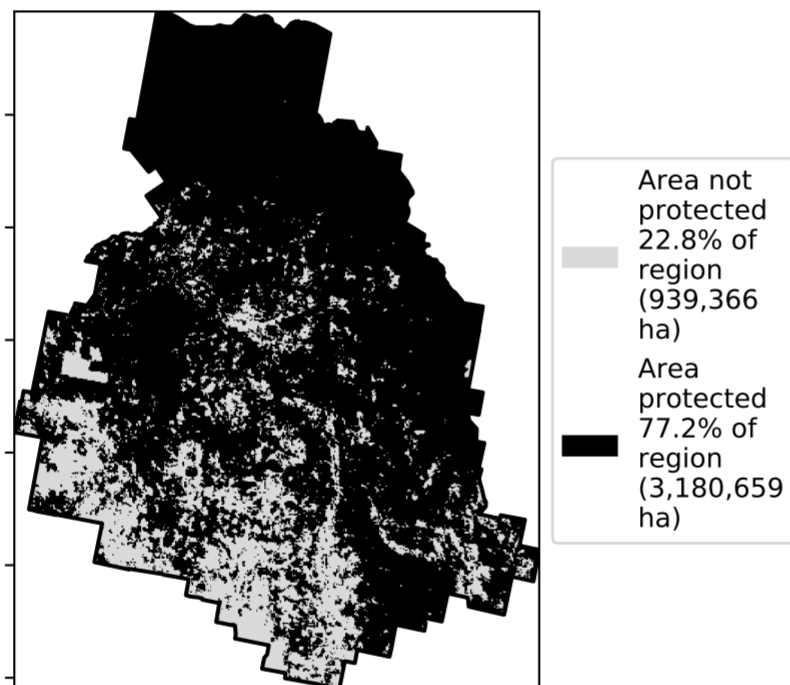 Area not
protected
22.8% of
region
(939,366
ha)
Area
protected
77.2% of
region
(3,180,659
ha)